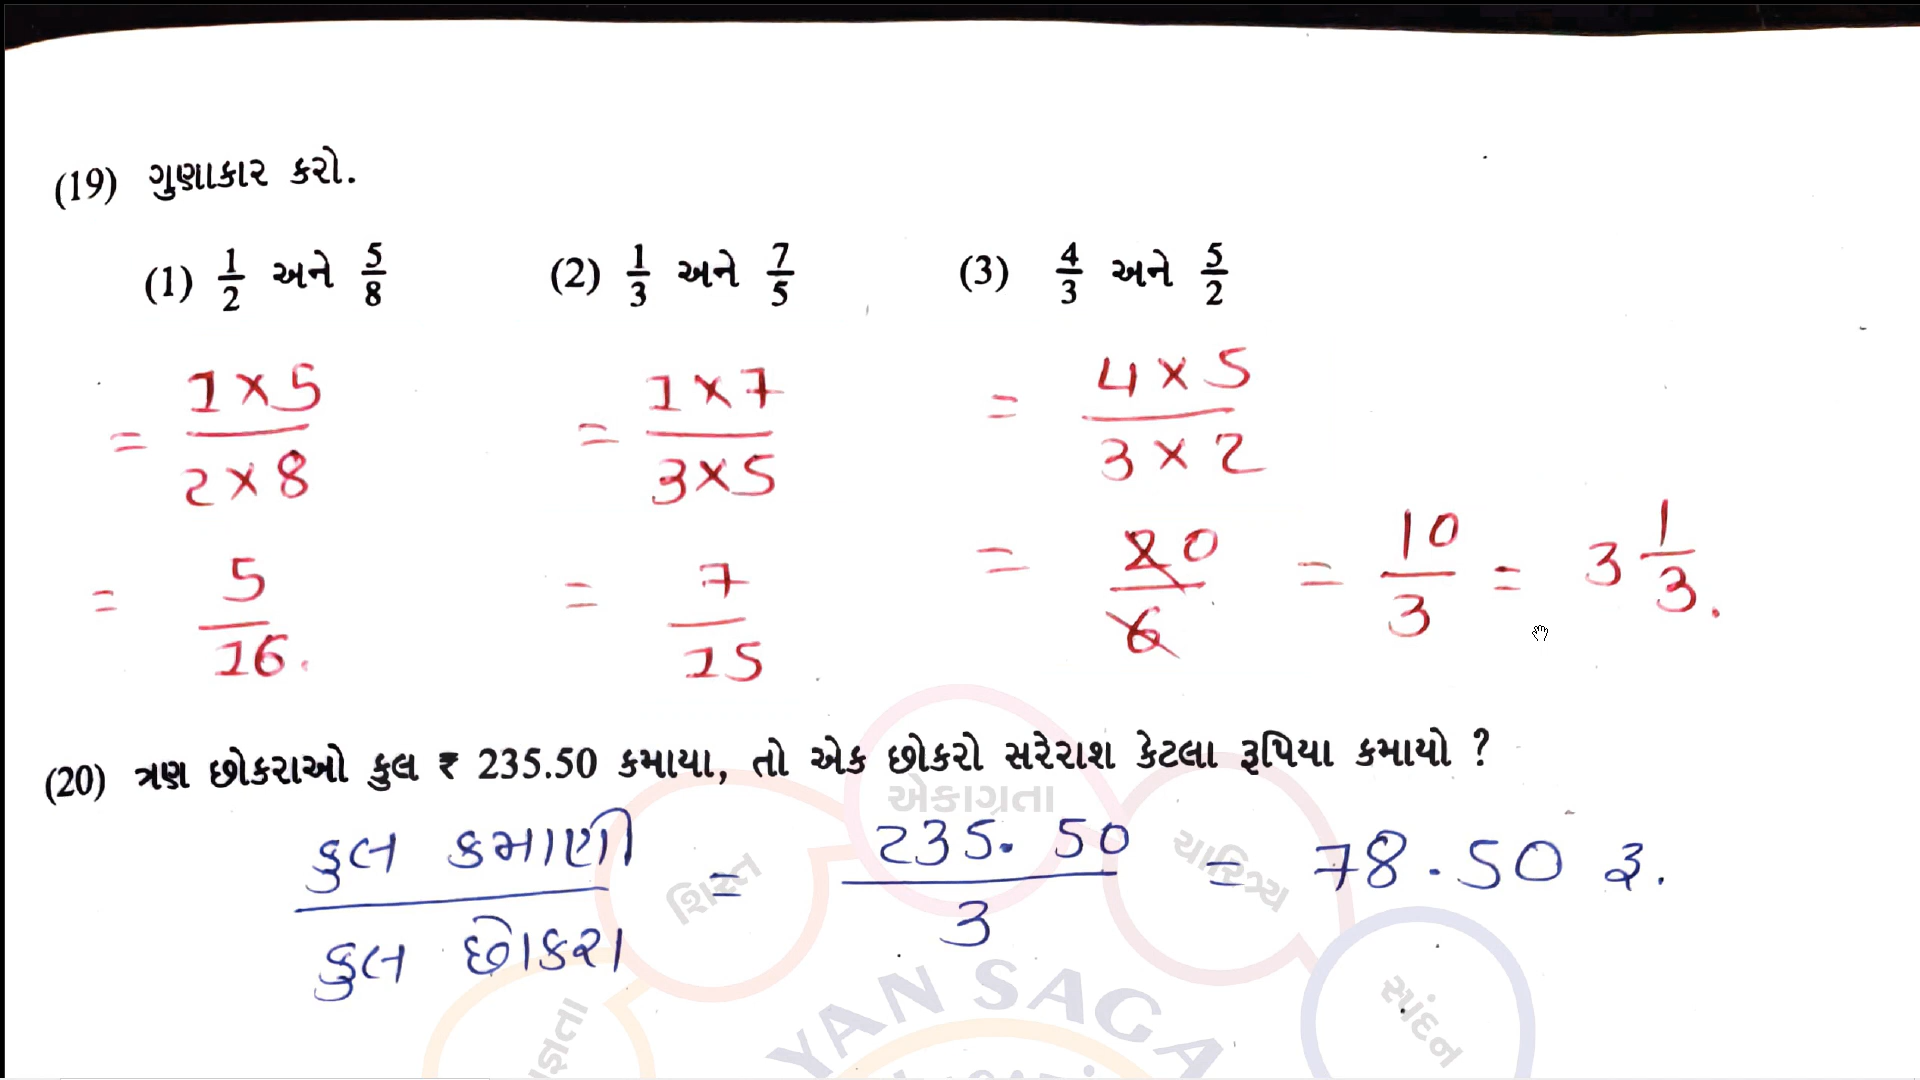 (19) ગુણાકાર કરો.
(1) 1/2 અને 5/8 (2) 1/3 અને 7/5 (3) 4/3 અને 5/2
= 1×5 / 2×8 = 1×7 / 3×5 = 4×5 / 3×2
= 5/16. = 7/15 = 20/6 = 10/3 = 3 1/3.
(20) ત્રણ છોકરાઓ કુલ ₹ 235.50 કમાયા, તો એક છોકરો સરેરાશ કેટલા રૂપિયા કમાયો ?
કુલ કમાણી / કુલ છોકરા = 235.50 / 3 = 78.50 રૂ.
એકાગ્રતા
શિસ્ત
ચારિત્ર્ય
સ્પંદન
YAN SAGA